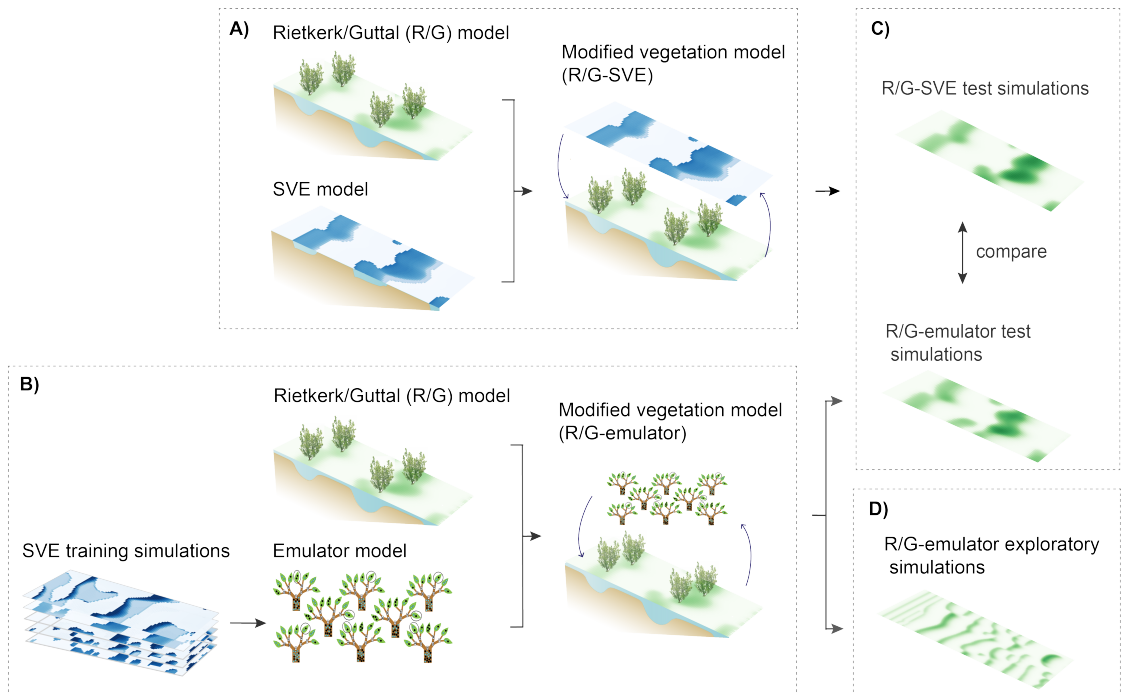 A)
Rietkerk/Guttal (R/G) model
SVE model
Modified vegetation model
(R/G-SVE)
B)
Rietkerk/Guttal (R/G) model
SVE training simulations
Emulator model
Modified vegetation model
(R/G-emulator)
C)
R/G-SVE test simulations
compare
R/G-emulator test
simulations
D)
R/G-emulator exploratory
simulations